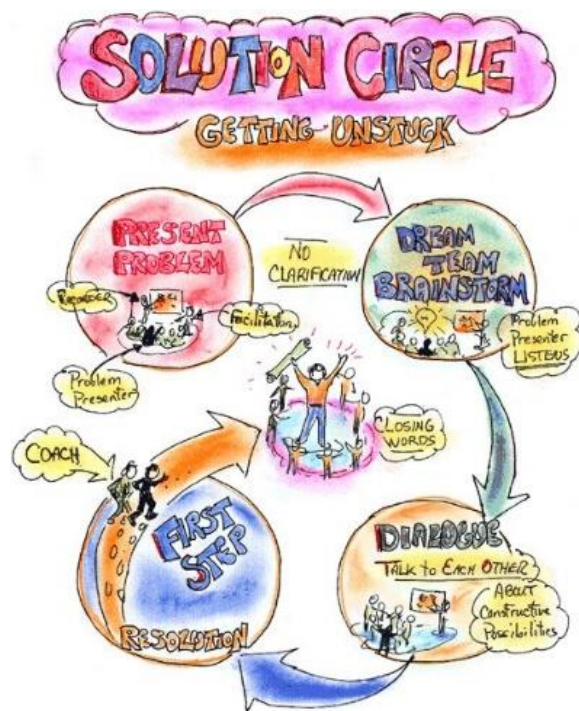 SOLUTION CIRCLE
GETTING UNSTUCK
PRESENT
PROBLEM
RECORDER
Facilitator
Problem
Presenter
NO
CLARIFICATION
DREAM
TEAM
BRAINSTORM
Problem
Presenter
LISTENS
DIALOGUE
TALK to EACH OTHER
ABOUT
Constructive
Possibilities
FIRST
STEP
RESOLUTION
COACH
CLOSING
WORDS